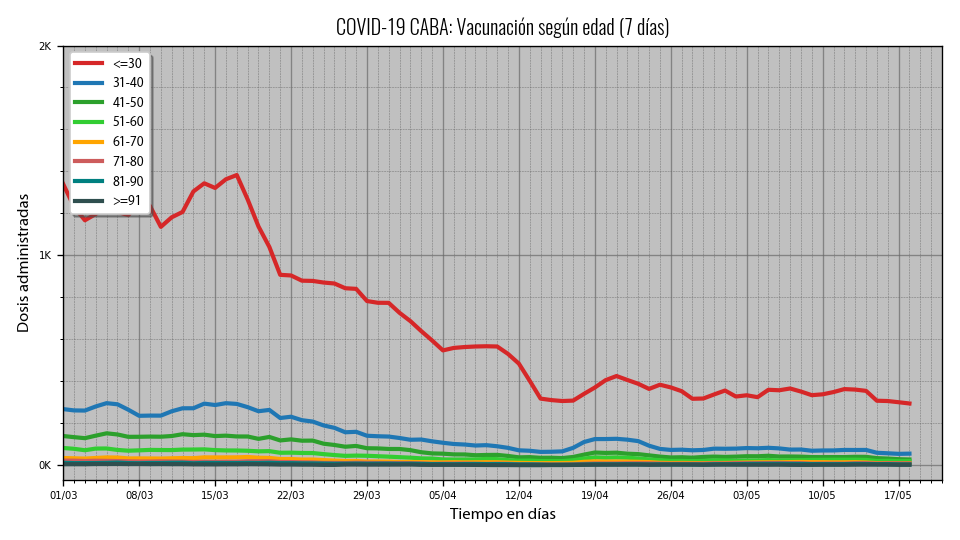 COVID-19 CABA: Vacunación según edad (7 días)
2K
1K
0K
Dosis administradas
<=30
31-40
41-50
51-60
61-70
71-80
81-90
>=91
01/03 08/03 15/03 22/03 29/03 05/04 12/04 19/04 26/04 03/05 10/05 17/05
Tiempo en días